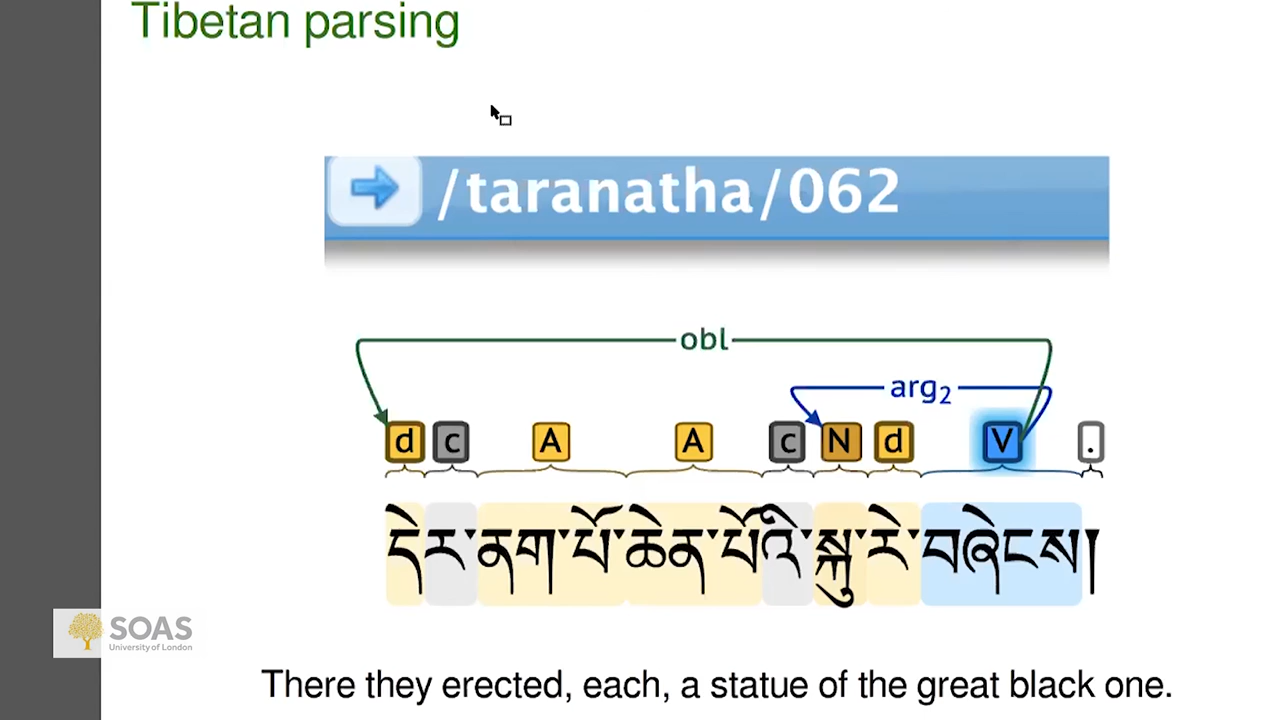 Tibetan parsing
/taranatha/062
obl
arg₂
d c A A c N d V .
དེར་ནག་པོ་ཆེན་པོའི་སྐུ་རེ་བཞེངས།
SOAS
University of London
There they erected, each, a statue of the great black one.